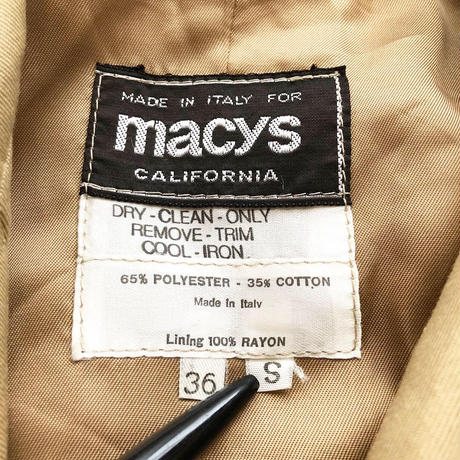 MADE IN ITALY FOR
macys
CALIFORNIA
DRY-CLEAN-ONLY
REMOVE-TRIM
COOL-IRON
65% POLYESTER - 35% COTTON
Made in Italy
Lining 100% RAYON
36 S